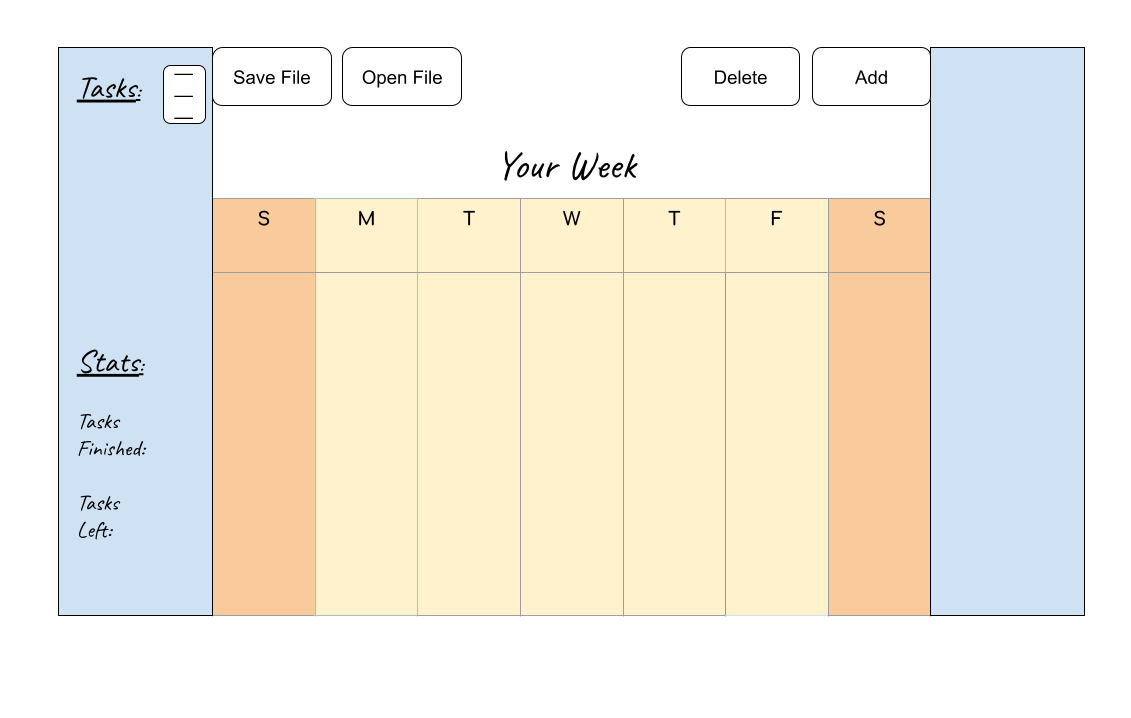 Tasks:
Save File
Open File
Delete
Add
Your Week
S M T W T F S
Stats:
Tasks
Finished:
Tasks
Left: